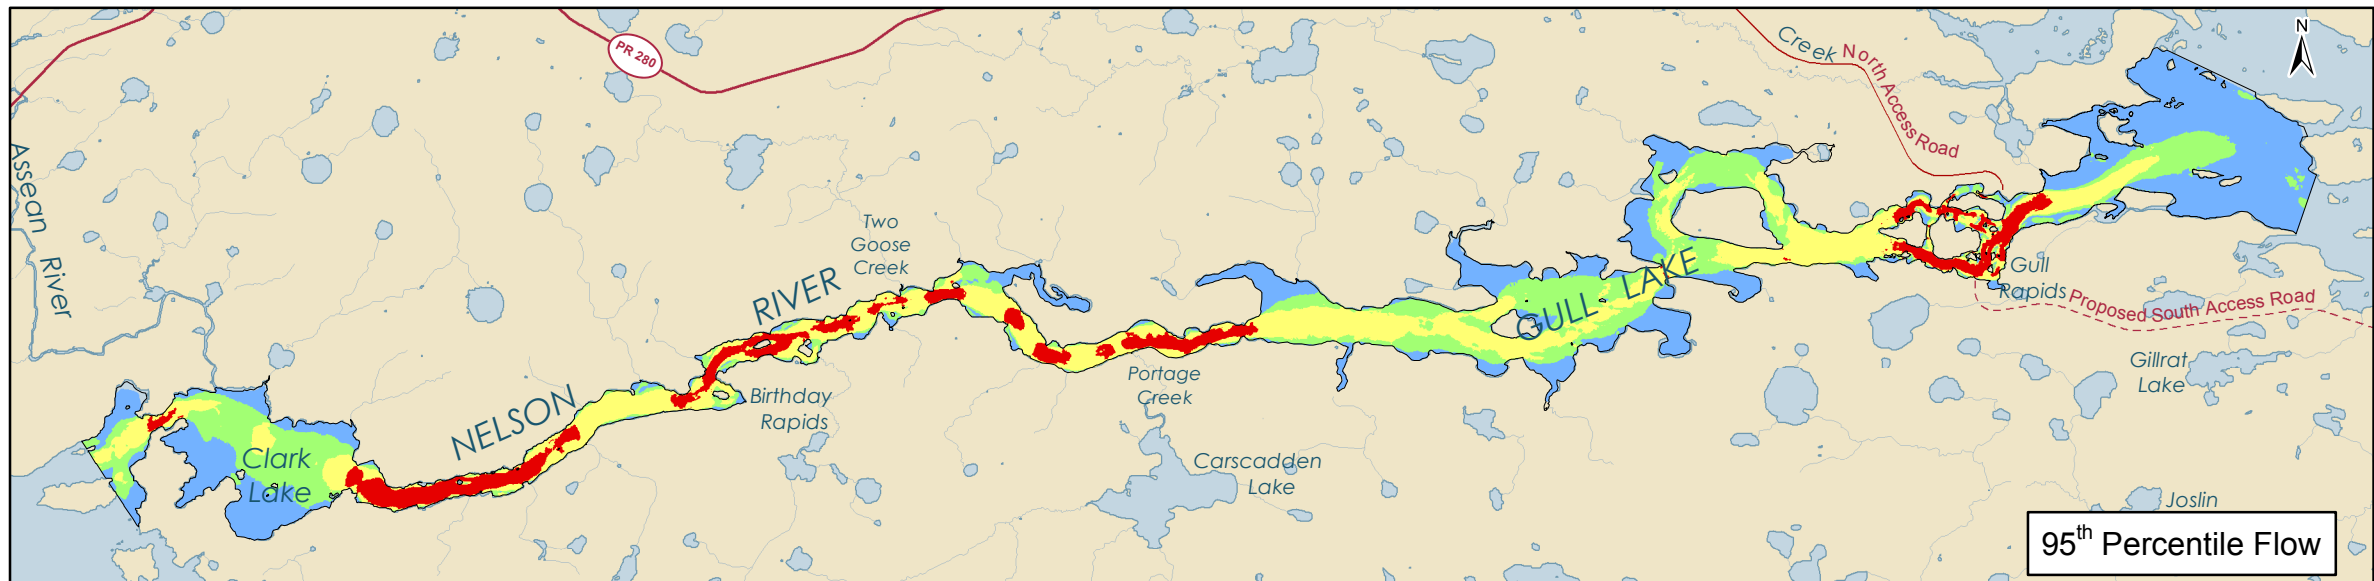 PR 280
Creek
North Access Road
N
Assean
River
Two
Goose
Creek
RIVER
NELSON
Birthday
Rapids
Clark
Lake
Portage
Creek
Carscadden
Lake
GULL LAKE
Gull
Rapids
Proposed South Access Road
Gillrat
Lake
Joslin
95th Percentile Flow